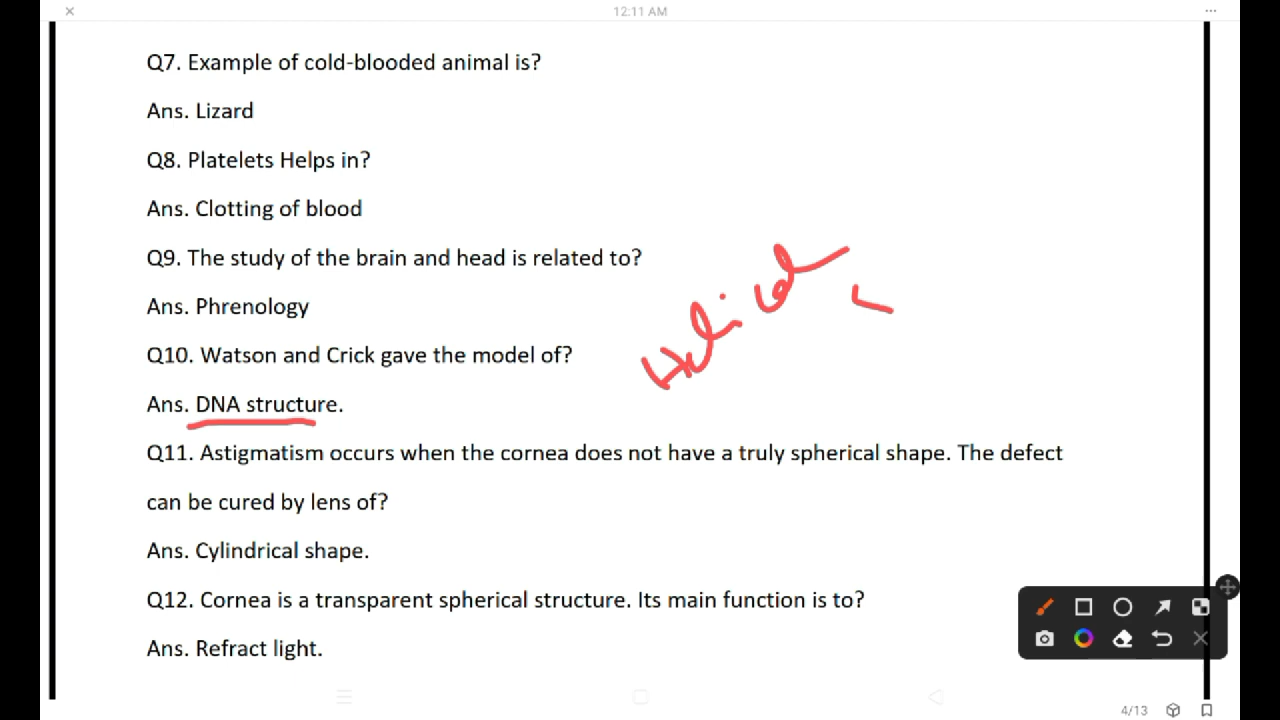 12:11 AM
Q7. Example of cold-blooded animal is?
Ans. Lizard
Q8. Platelets Helps in?
Ans. Clotting of blood
Q9. The study of the brain and head is related to?
Ans. Phrenology
Q10. Watson and Crick gave the model of?
Helical
Ans. DNA structure.
Q11. Astigmatism occurs when the cornea does not have a truly spherical shape. The defect
can be cured by lens of?
Ans. Cylindrical shape.
Q12. Cornea is a transparent spherical structure. Its main function is to?
Ans. Refract light.
4/13